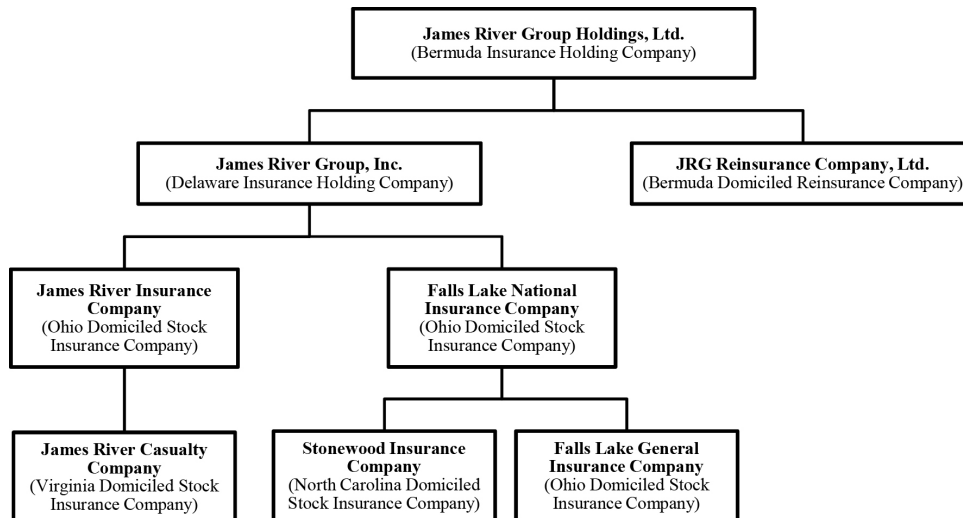 James River Group Holdings, Ltd.
(Bermuda Insurance Holding Company)
James River Group, Inc.
(Delaware Insurance Holding Company)
JRG Reinsurance Company, Ltd.
(Bermuda Domiciled Reinsurance Company)
James River Insurance
Company
(Ohio Domiciled Stock
Insurance Company)
Falls Lake National
Insurance Company
(Ohio Domiciled Stock
Insurance Company)
James River Casualty
Company
(Virginia Domiciled Stock
Insurance Company)
Stonewood Insurance
Company
(North Carolina Domiciled
Stock Insurance Company)
Falls Lake General
Insurance Company
(Ohio Domiciled Stock
Insurance Company)